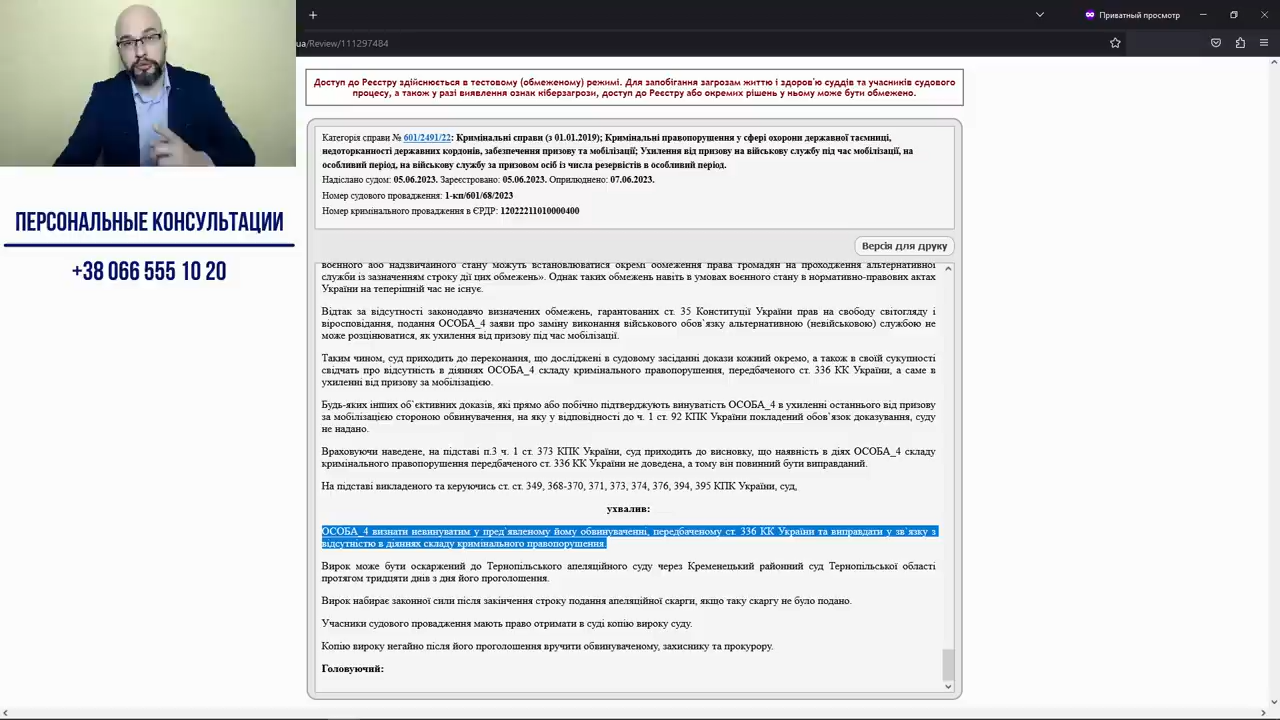 Приватный просмотр
ua/Review/111297484
Доступ до Реєстру здійснюється в тестовому (обмеженому) режимі. Для запобігання загрозам життю і здоров'ю суддів та учасників судового
процесу, а також у разі виявлення ознак кіберзагрози, доступ до Реєстру або окремих рішень у ньому може бути обмежено.
Категорія справи № 601/2491/22: Кримінальні справи (з 01.01.2019); Кримінальні правопорушення у сфері охорони державної таємниці,
недоторканності державних кордонів, забезпечення призову та мобілізації; Ухилення від призову на військову службу під час мобілізації, на
особливий період, на військову службу за призовом осіб із числа резервістів в особливий період.
Надіслано судом: 05.06.2023. Зареєстровано: 05.06.2023. Оприлюднено: 07.06.2023.
Номер судового провадження: 1-кп/601/68/2023
Номер кримінального провадження в ЄРДР: 12022211010000400
ПЕРСОНАЛЬНЫЕ КОНСУЛЬТАЦИИ
+38 066 555 10 20
Версія для друку
воєнного або надзвичайного стану можуть встановлюватися окремі обмеження права громадян на проходження альтернативної
служби із зазначенням строку дії цих обмежень». Однак таких обмежень навіть в умовах воєнного стану в нормативно-правових актах
України на теперішній час не існує.
Відтак за відсутності законодавчо визначених обмежень, гарантованих ст. 35 Конституції України прав на свободу світогляду і
віросповідання, подання ОСОБА_4 заяви про заміну виконання військового обов`язку альтернативною (невійськовою) службою не
може розцінюватися, як ухилення від призову під час мобілізації.
Таким чином, суд приходить до переконання, що досліджені в судовому засіданні докази кожний окремо, а також в своїй сукупності
свідчать про відсутність в діяннях ОСОБА_4 складу кримінального правопорушення, передбаченого ст. 336 КК України, а саме в
ухиленні від призову за мобілізацією.
Будь-яких інших об`єктивних доказів, які прямо або побічно підтверджують винуватість ОСОБА_4 в ухиленні останнього від призову
за мобілізацією стороною обвинувачення, на яку у відповідності до ч. 1 ст. 92 КПК України покладений обов`язок доказування, суду
не надано.
Враховуючи наведене, на підставі п.3 ч. 1 ст. 373 КПК України, суд приходить до висновку, що наявність в діях ОСОБА_4 складу
кримінального правопорушення передбаченого ст. 336 КК України не доведена, а тому він повинний бути виправданий.
На підставі викладеного та керуючись ст. ст. 349, 368-370, 371, 373, 374, 376, 394, 395 КПК України, суд,
ухвалив:
ОСОБА_4 визнати невинуватим у пред`явленому йому обвинуваченні, передбаченому ст. 336 КК України та виправдати у зв`язку з
відсутністю в діяннях складу кримінального правопорушення.
Вирок може бути оскаржений до Тернопільського апеляційного суду через Кременецький районний суд Тернопільської області
протягом тридцяти днів з дня його проголошення.
Вирок набирає законної сили після закінчення строку подання апеляційної скарги, якщо таку скаргу не було подано.
Учасники судового провадження мають право отримати в суді копію вироку суду.
Копію вироку негайно після його проголошення вручити обвинуваченому, захиснику та прокурору.
Головуючий: